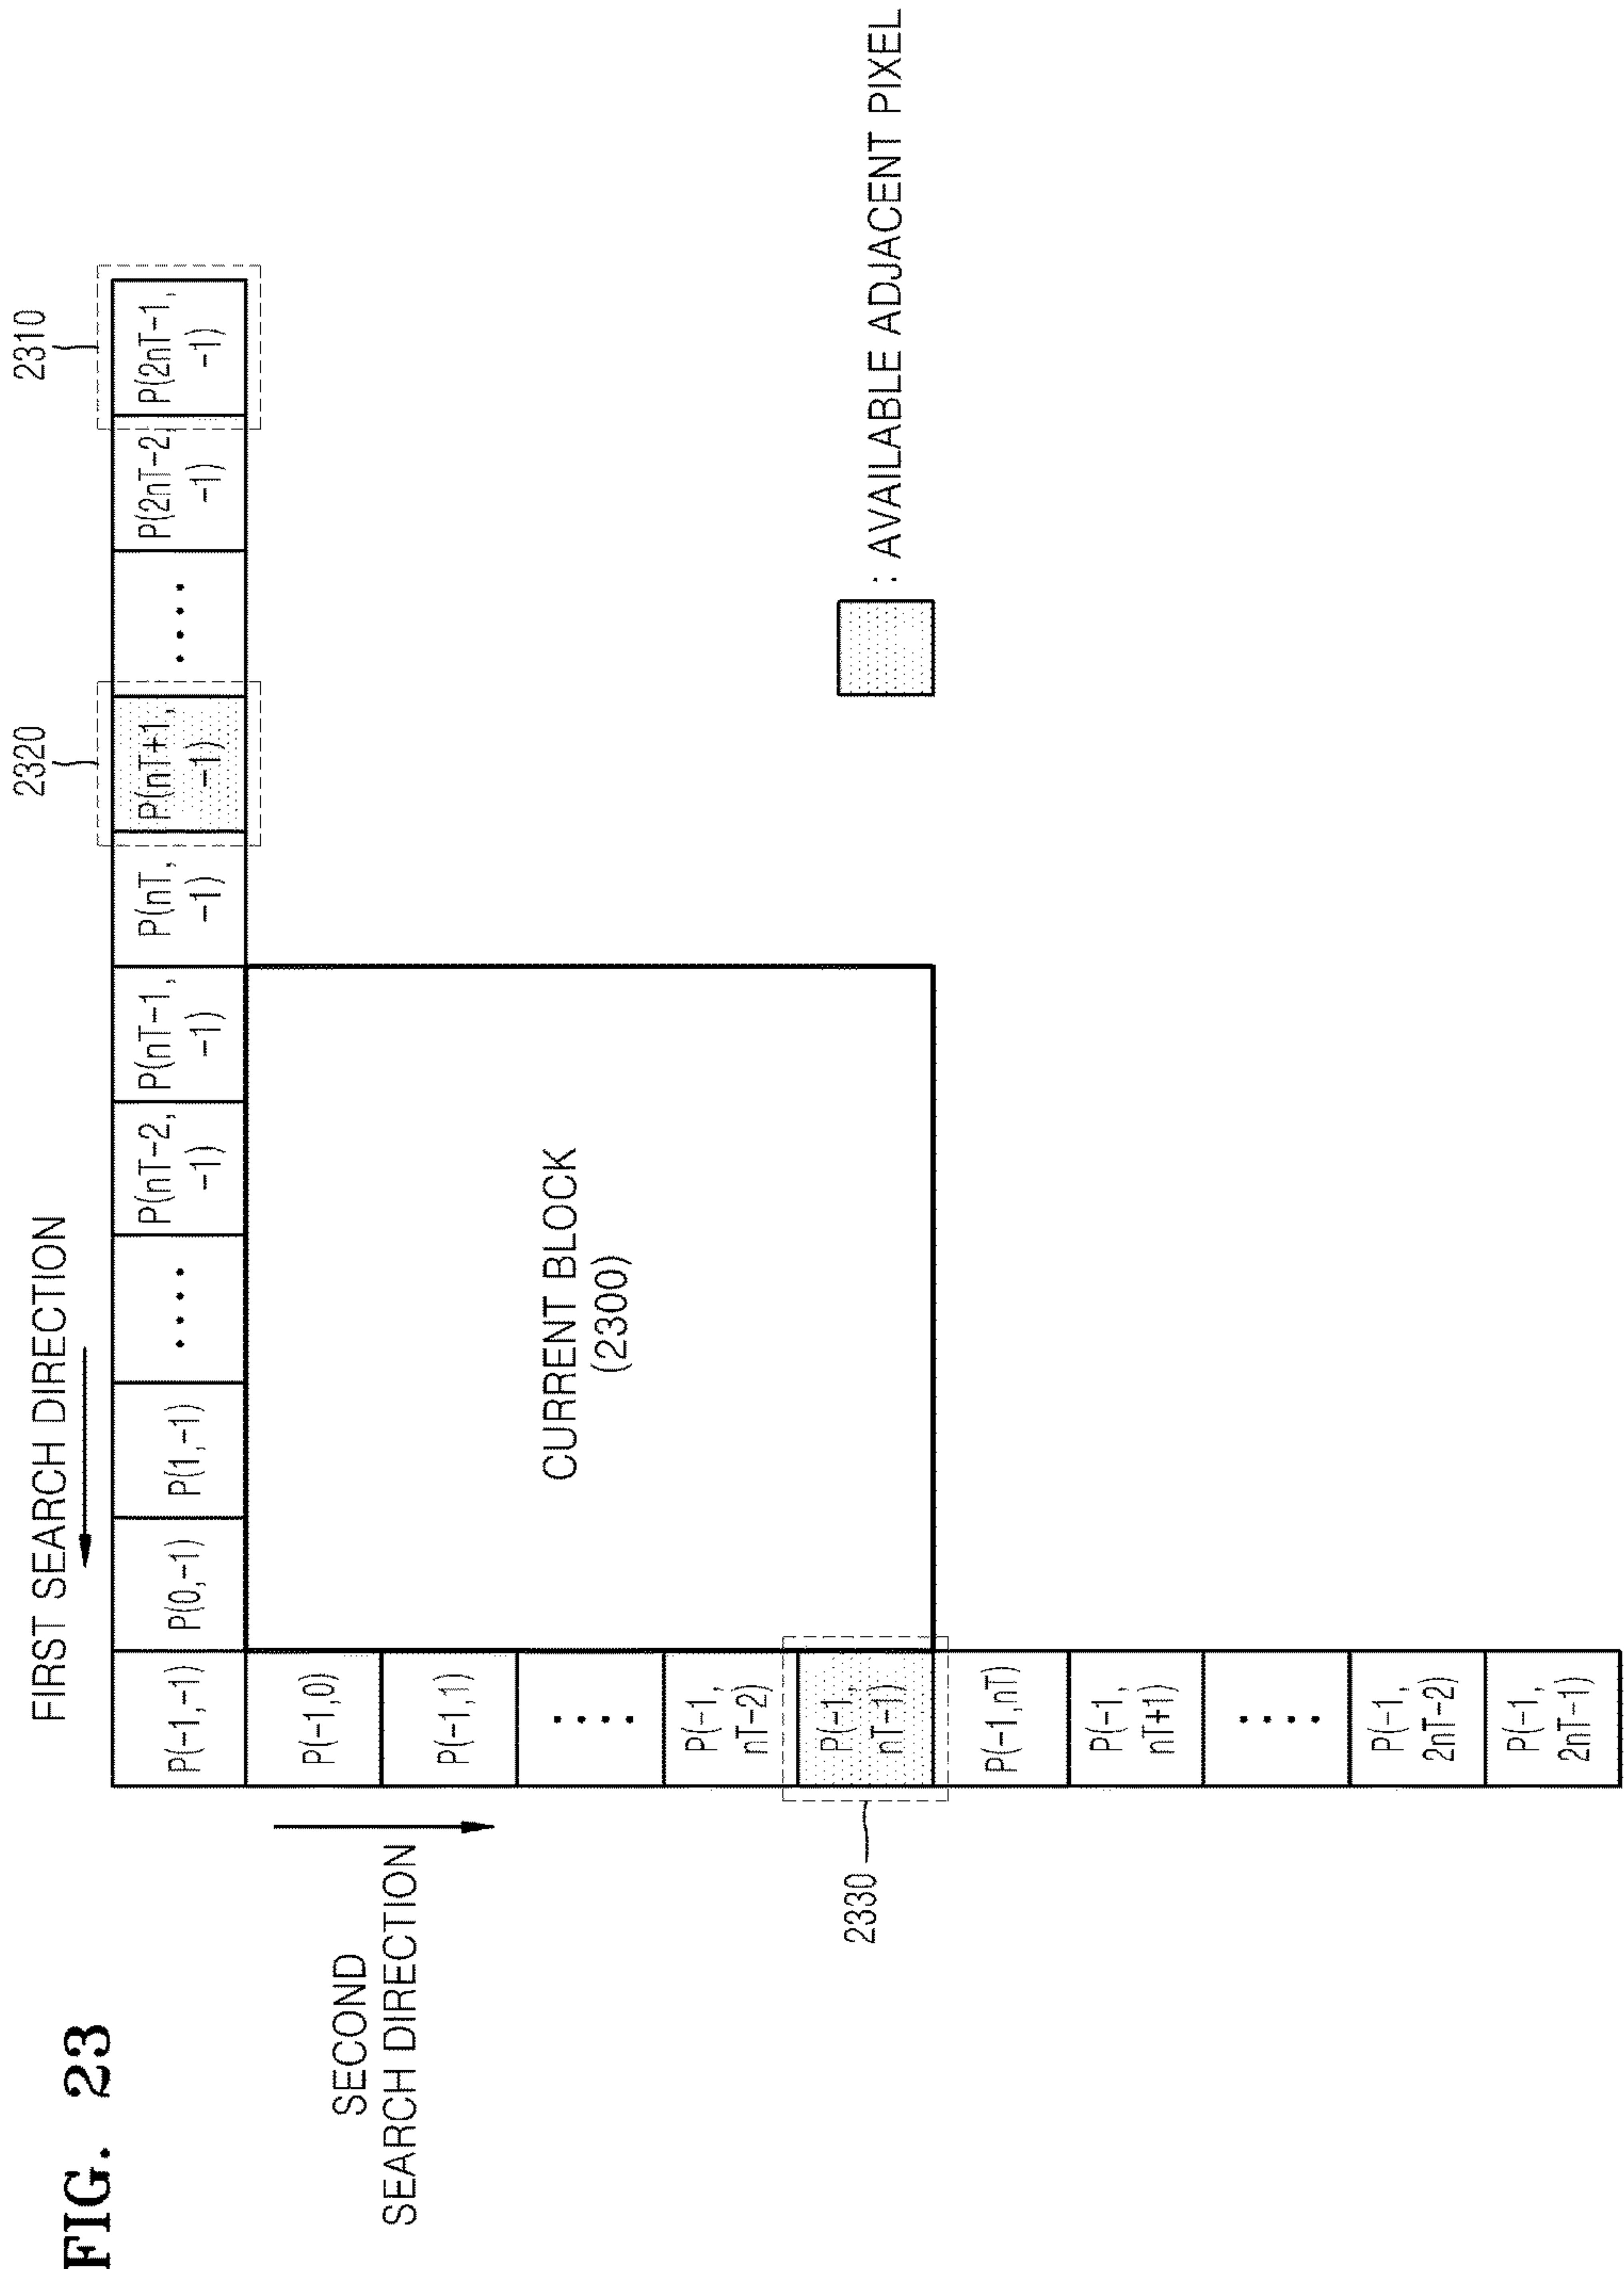 FIG. 23
FIRST SEARCH DIRECTION
2320
2310
P(-1,-1)
P(0,-1)
P(1,-1)
....
P(nT-2,
-1)
P(nT-1,
-1)
P(nT,
-1)
P(nT+1,
-1)
....
P(2nT-2,
-1)
P(2nT-1,
-1)
SECOND
SEARCH DIRECTION
P(-1,0)
P(-1,1)
....
P(-1,
nT-2)
2330
P(-1,
nT-1)
P(-1,nT)
P(-1,
nT+1)
....
P(-1,
2nT-2)
P(-1,
2nT-1)
CURRENT BLOCK
(2300)
: AVAILABLE ADJACENT PIXEL